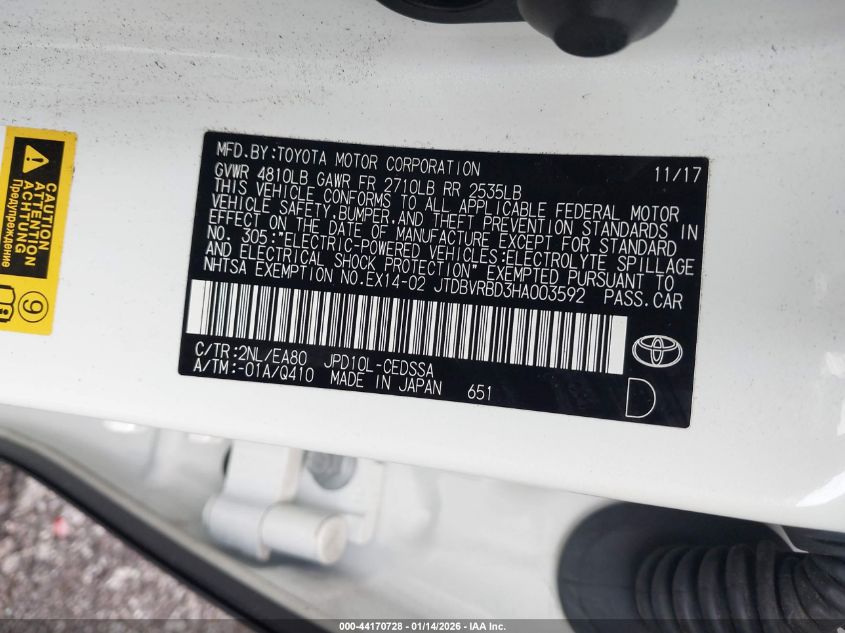 CAUTION
ATTENTION
ACHTUNG
Предупреждение
9
MFD.BY:TOYOTA MOTOR CORPORATION 11/17
GVWR 4810LB GAWR FR 2710LB RR 2535LB
THIS VEHICLE CONFORMS TO ALL APPLICABLE FEDERAL MOTOR
VEHICLE SAFETY,BUMPER,AND THEFT PREVENTION STANDARDS IN
EFFECT ON THE DATE OF MANUFACTURE EXCEPT FOR STANDARD
NO. 305:"ELECTRIC-POWERED VEHICLES:ELECTROLYTE SPILLAGE
AND ELECTRICAL SHOCK PROTECTION" EXEMPTED PURSUANT TO
NHTSA EXEMPTION NO.EX14-02 JTDBVRBD3HA003592 PASS.CAR
C/TR:2NL/EA80 JPD10L-CEDSSA
A/TM:-01A/Q410 MADE IN JAPAN 651
TOYOTA
D
000-44170728 - 01/14/2026 - IAA Inc.